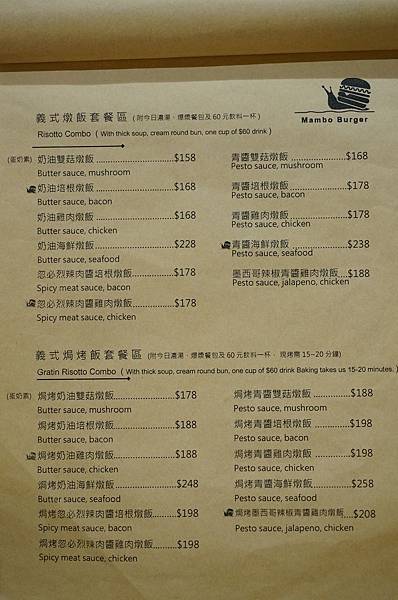 Mambo Burger
義式燉飯套餐區 (附今日濃湯、爆漿餐包及60元飲料一杯)
Risotto Combo ( With thick soup, cream round bun, one cup of $60 drink )
(蛋奶素) 奶油雙菇燉飯 $158
Butter sauce, mushroom
奶油培根燉飯 $168
Butter sauce, bacon
奶油雞肉燉飯 $168
Butter sauce, chicken
奶油海鮮燉飯 $228
Butter sauce, seafood
忽必烈辣肉醬培根燉飯 $178
Spicy meat sauce, bacon
忽必烈辣肉醬雞肉燉飯 $178
Spicy meat sauce, chicken
青醬雙菇燉飯 $168
Pesto sauce, mushroom
青醬培根燉飯 $178
Pesto sauce, bacon
青醬雞肉燉飯 $178
Pesto sauce, chicken
青醬海鮮燉飯 $238
Pesto sauce, seafood
墨西哥辣椒青醬雞肉燉飯 $188
Pesto sauce, jalapeno, chicken
義式焗烤飯套餐區 (附今日濃湯、爆漿餐包及60元飲料一杯、現烤需15~20分鐘)
Gratin Risotto Combo ( With thick soup, cream round bun, one cup of $60 drink Baking takes us 15-20 minutes. )
(蛋奶素) 焗烤奶油雙菇燉飯 $178
Butter sauce, mushroom
焗烤奶油培根燉飯 $188
Butter sauce, bacon
焗烤奶油雞肉燉飯 $188
Butter sauce, chicken
焗烤奶油海鮮燉飯 $248
Butter sauce, seafood
焗烤忽必烈辣肉醬培根燉飯 $198
Spicy meat sauce, bacon
焗烤忽必烈辣肉醬雞肉燉飯 $198
Spicy meat sauce, chicken
焗烤青醬雙菇燉飯 $188
Pesto sauce, mushroom
焗烤青醬培根燉飯 $198
Pesto sauce, bacon
焗烤青醬雞肉燉飯 $198
Pesto sauce, chicken
焗烤青醬海鮮燉飯 $258
Pesto sauce, seafood
焗烤墨西哥辣椒青醬雞肉燉飯 $208
Pesto sauce, jalapeno, chicken